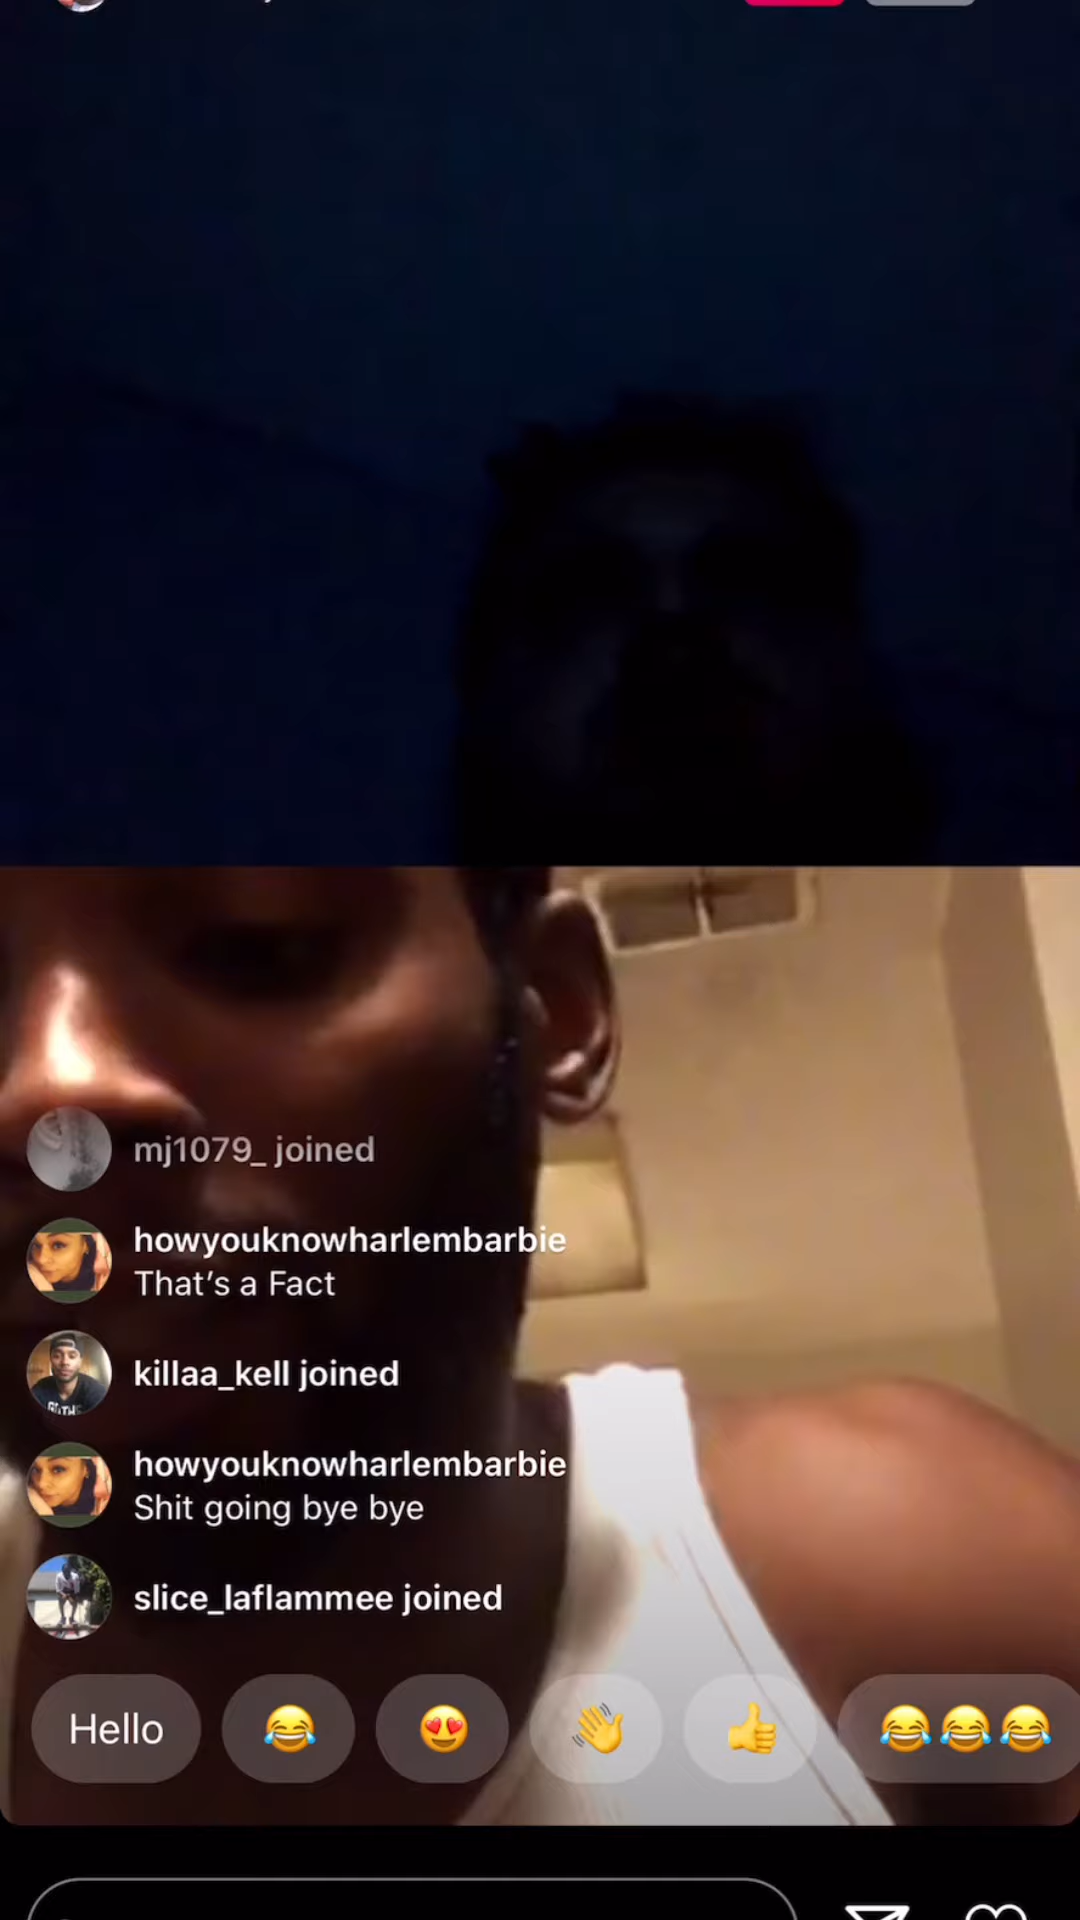 mj1079_ joined
howyouknowharlembarbie
That's a Fact
killaa_kell joined
howyouknowharlembarbie
Shit going bye bye
slice_laflammee joined
Hello